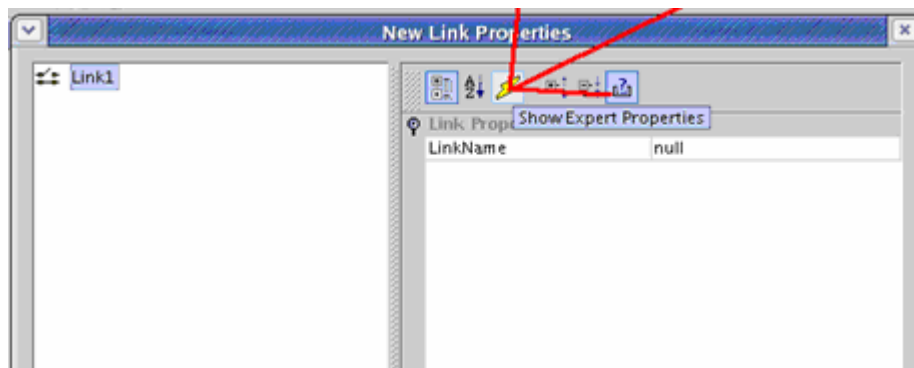 New Link Properties
Link1
Show Expert Properties
Link Prope
LinkName null